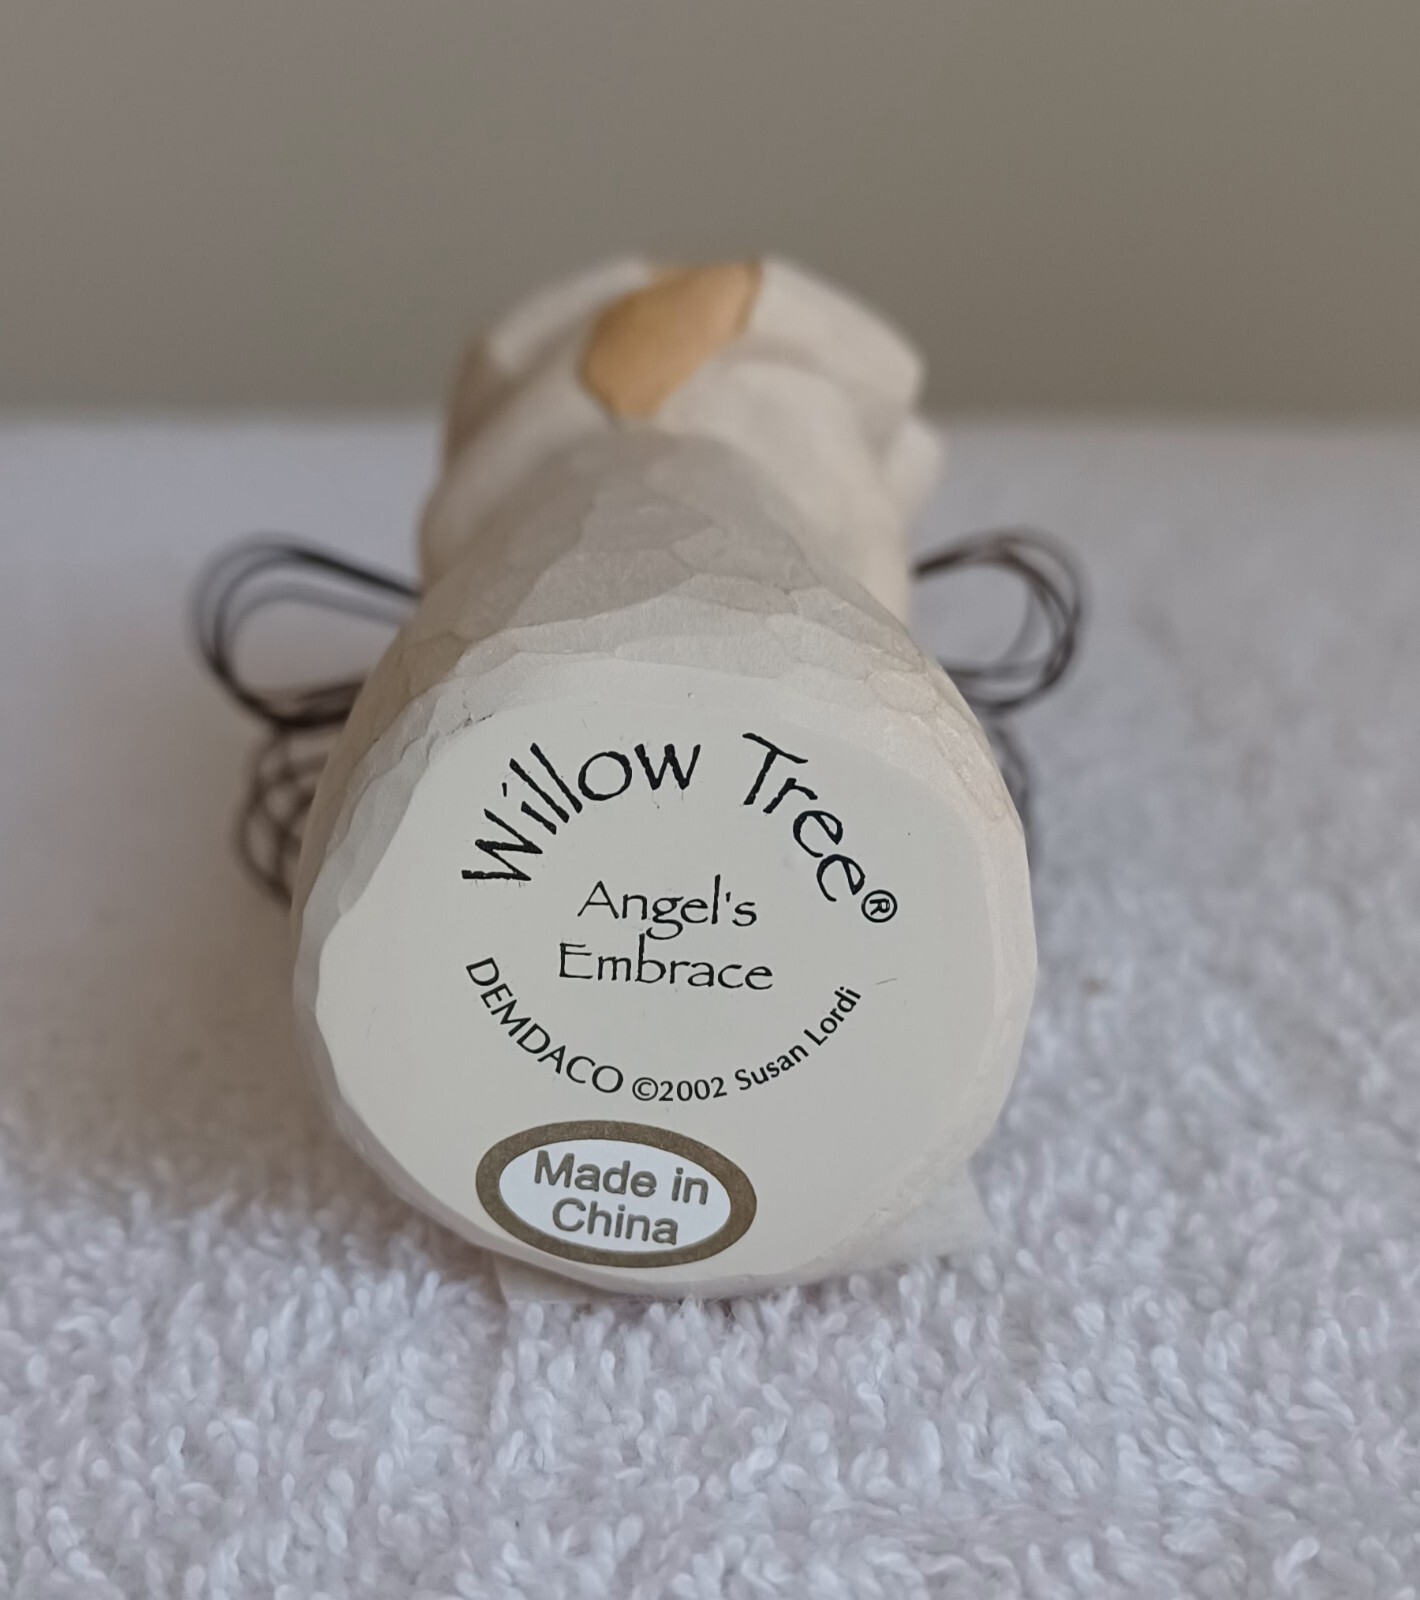 Willow Tree®
Angel's
Embrace
DEMDACO ©2002 Susan Lordi
Made in
China